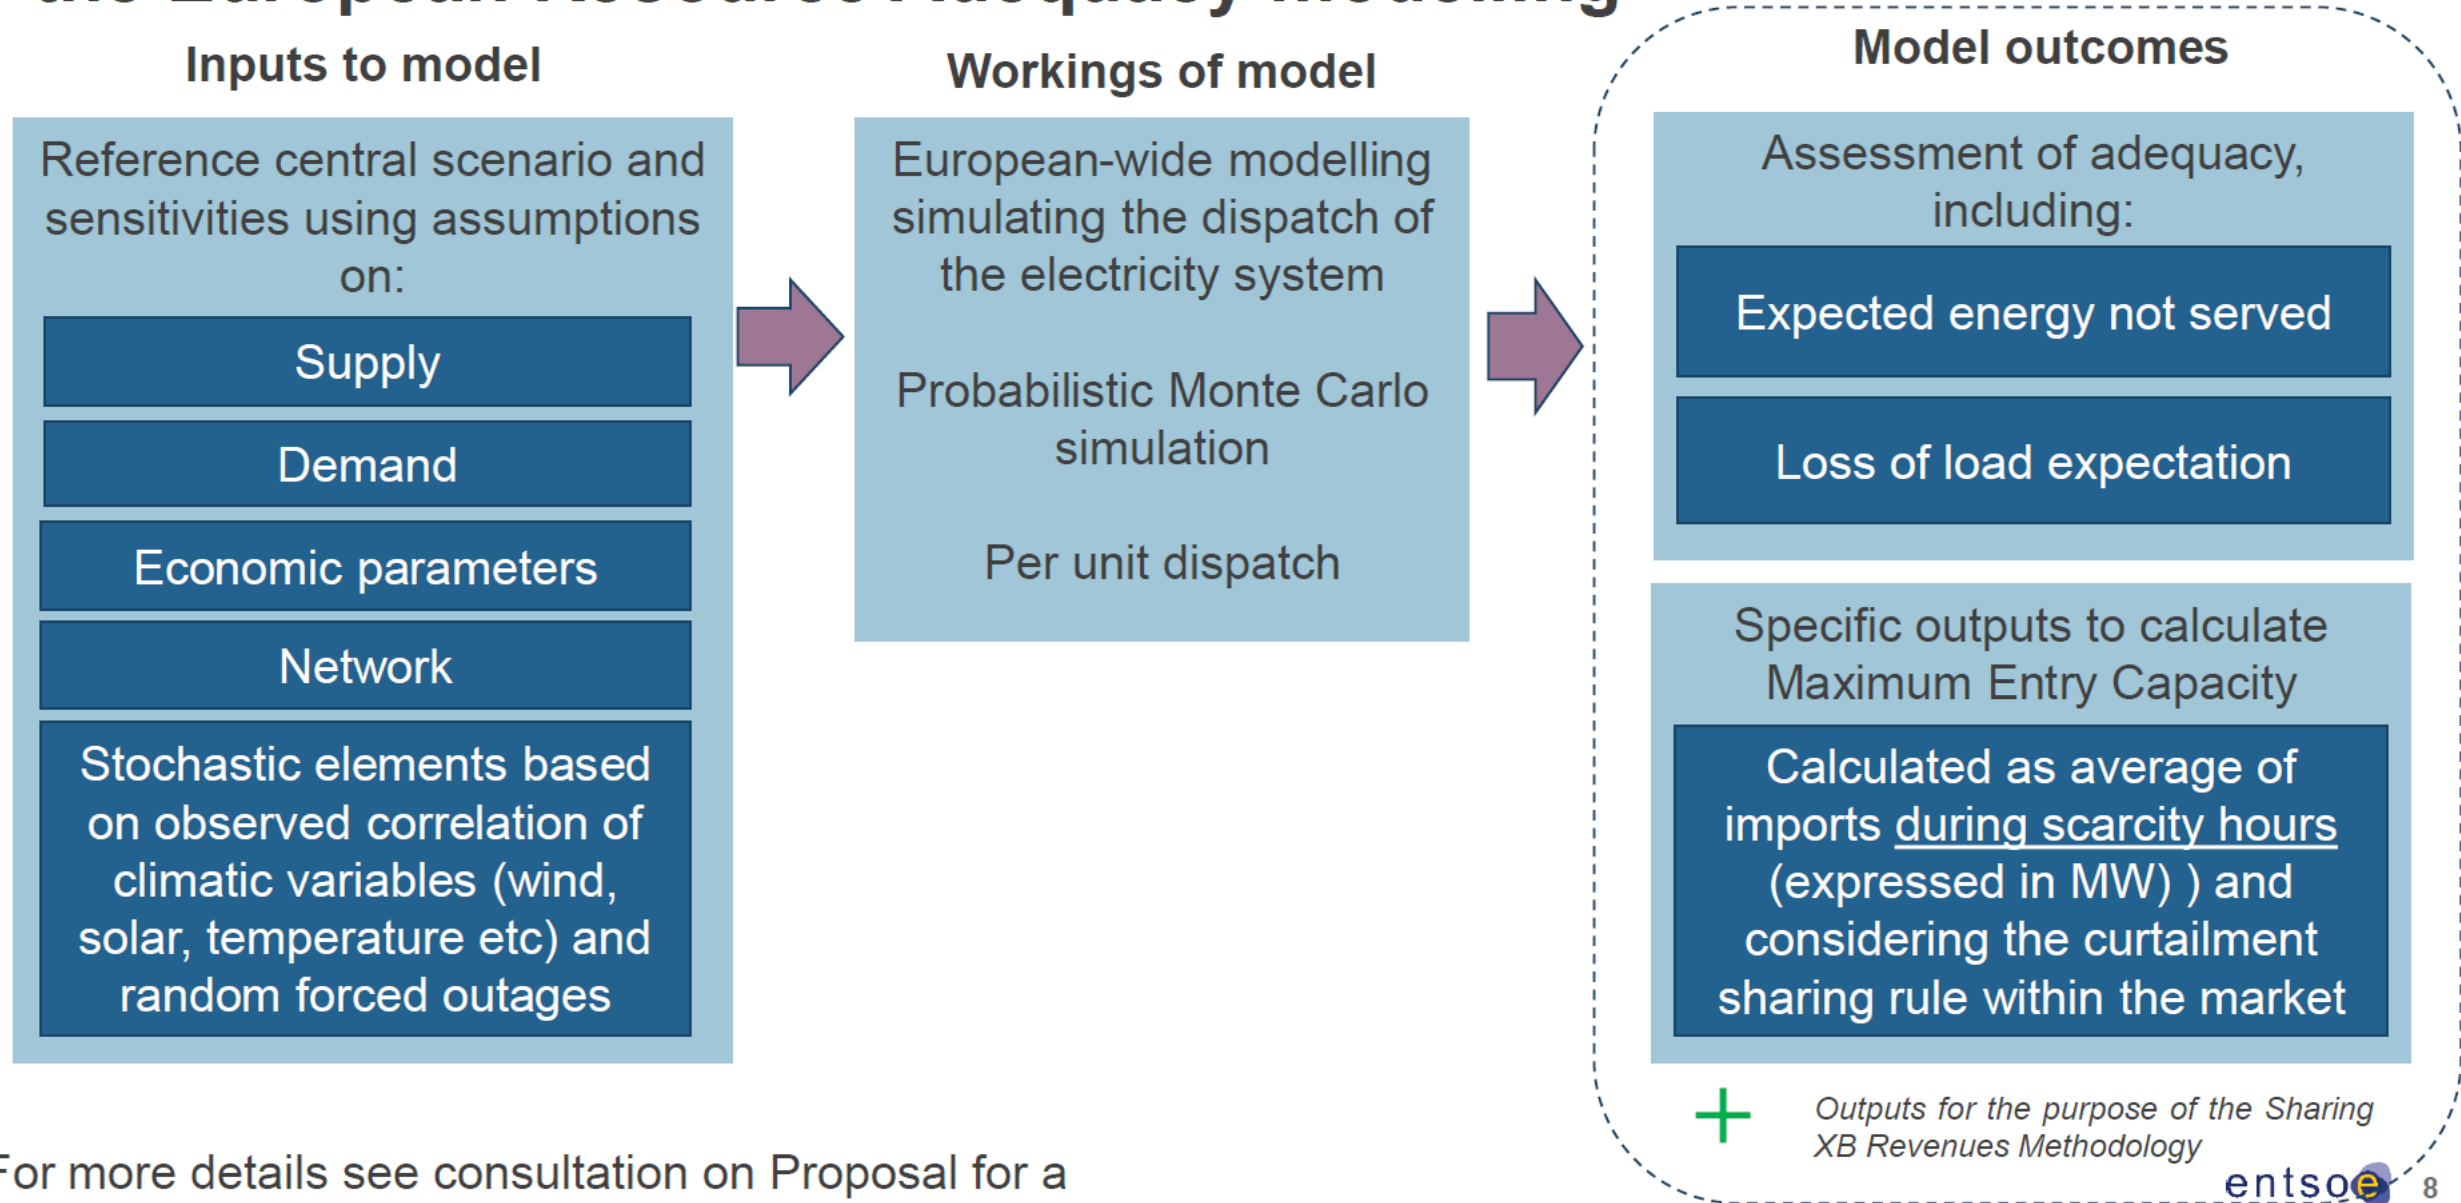 the European Resource Adequacy Modelling
Inputs to model
Reference central scenario and
sensitivities using assumptions
on:
Supply
Demand
Economic parameters
Network
Stochastic elements based
on observed correlation of
climatic variables (wind,
solar, temperature etc) and
random forced outages
Workings of model
European-wide modelling
simulating the dispatch of
the electricity system
Probabilistic Monte Carlo
simulation
Per unit dispatch
Model outcomes
Assessment of adequacy,
including:
Expected energy not served
Loss of load expectation
Specific outputs to calculate
Maximum Entry Capacity
Calculated as average of
imports during scarcity hours
(expressed in MW) ) and
considering the curtailment
sharing rule within the market
Outputs for the purpose of the Sharing
XB Revenues Methodology
For more details see consultation on Proposal for a
entsoe 8